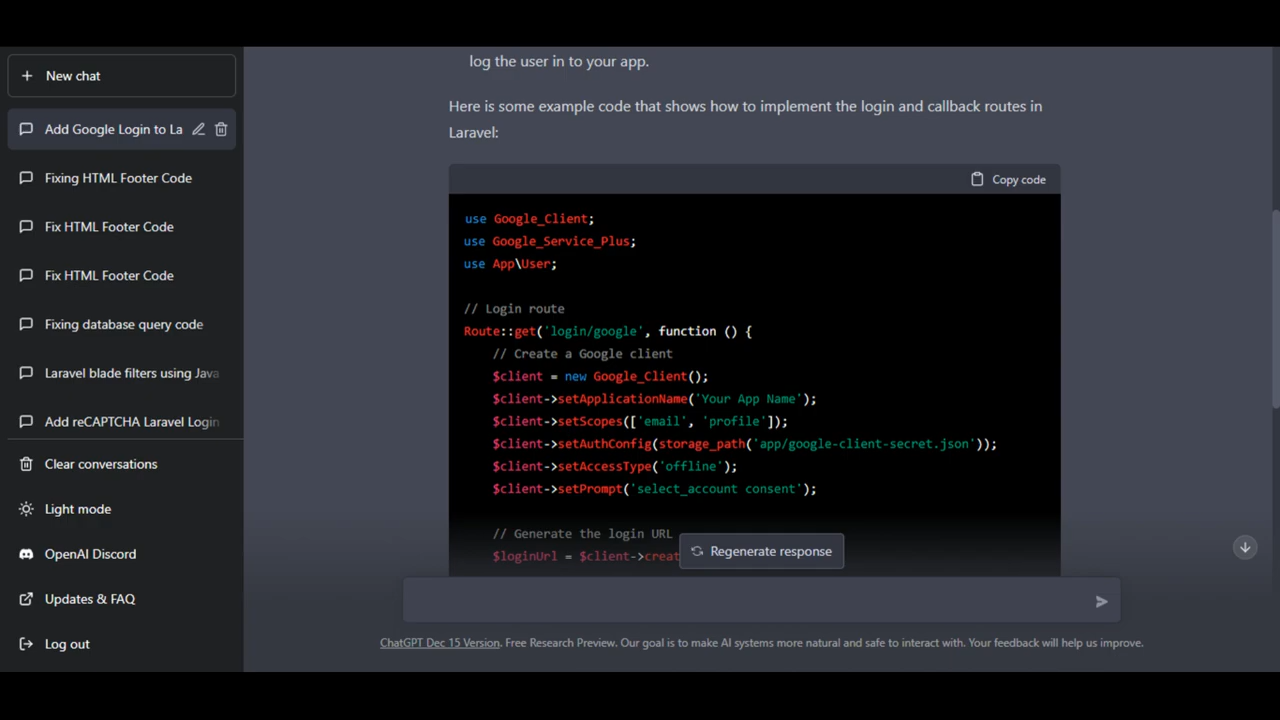 New chat
Add Google Login to La
Fixing HTML Footer Code
Fix HTML Footer Code
Fix HTML Footer Code
Fixing database query code
Laravel blade filters using Java
Add reCAPTCHA Laravel Login
Clear conversations
Light mode
OpenAI Discord
Updates & FAQ
Log out
log the user in to your app.
Here is some example code that shows how to implement the login and callback routes in
Laravel:
Copy code
use Google_Client;
use Google_Service_Plus;
use App\User;
// Login route
Route::get('login/google', function () {
// Create a Google client
$client = new Google_Client();
$client->setApplicationName('Your App Name');
$client->setScopes(['email', 'profile']);
$client->setAuthConfig(storage_path('app/google-client-secret.json'));
$client->setAccessType('offline');
$client->setPrompt('select_account consent');
// Generate the login URL
$loginUrl = $client->creat
Regenerate response
ChatGPT Dec 15 Version. Free Research Preview. Our goal is to make AI systems more natural and safe to interact with. Your feedback will help us improve.